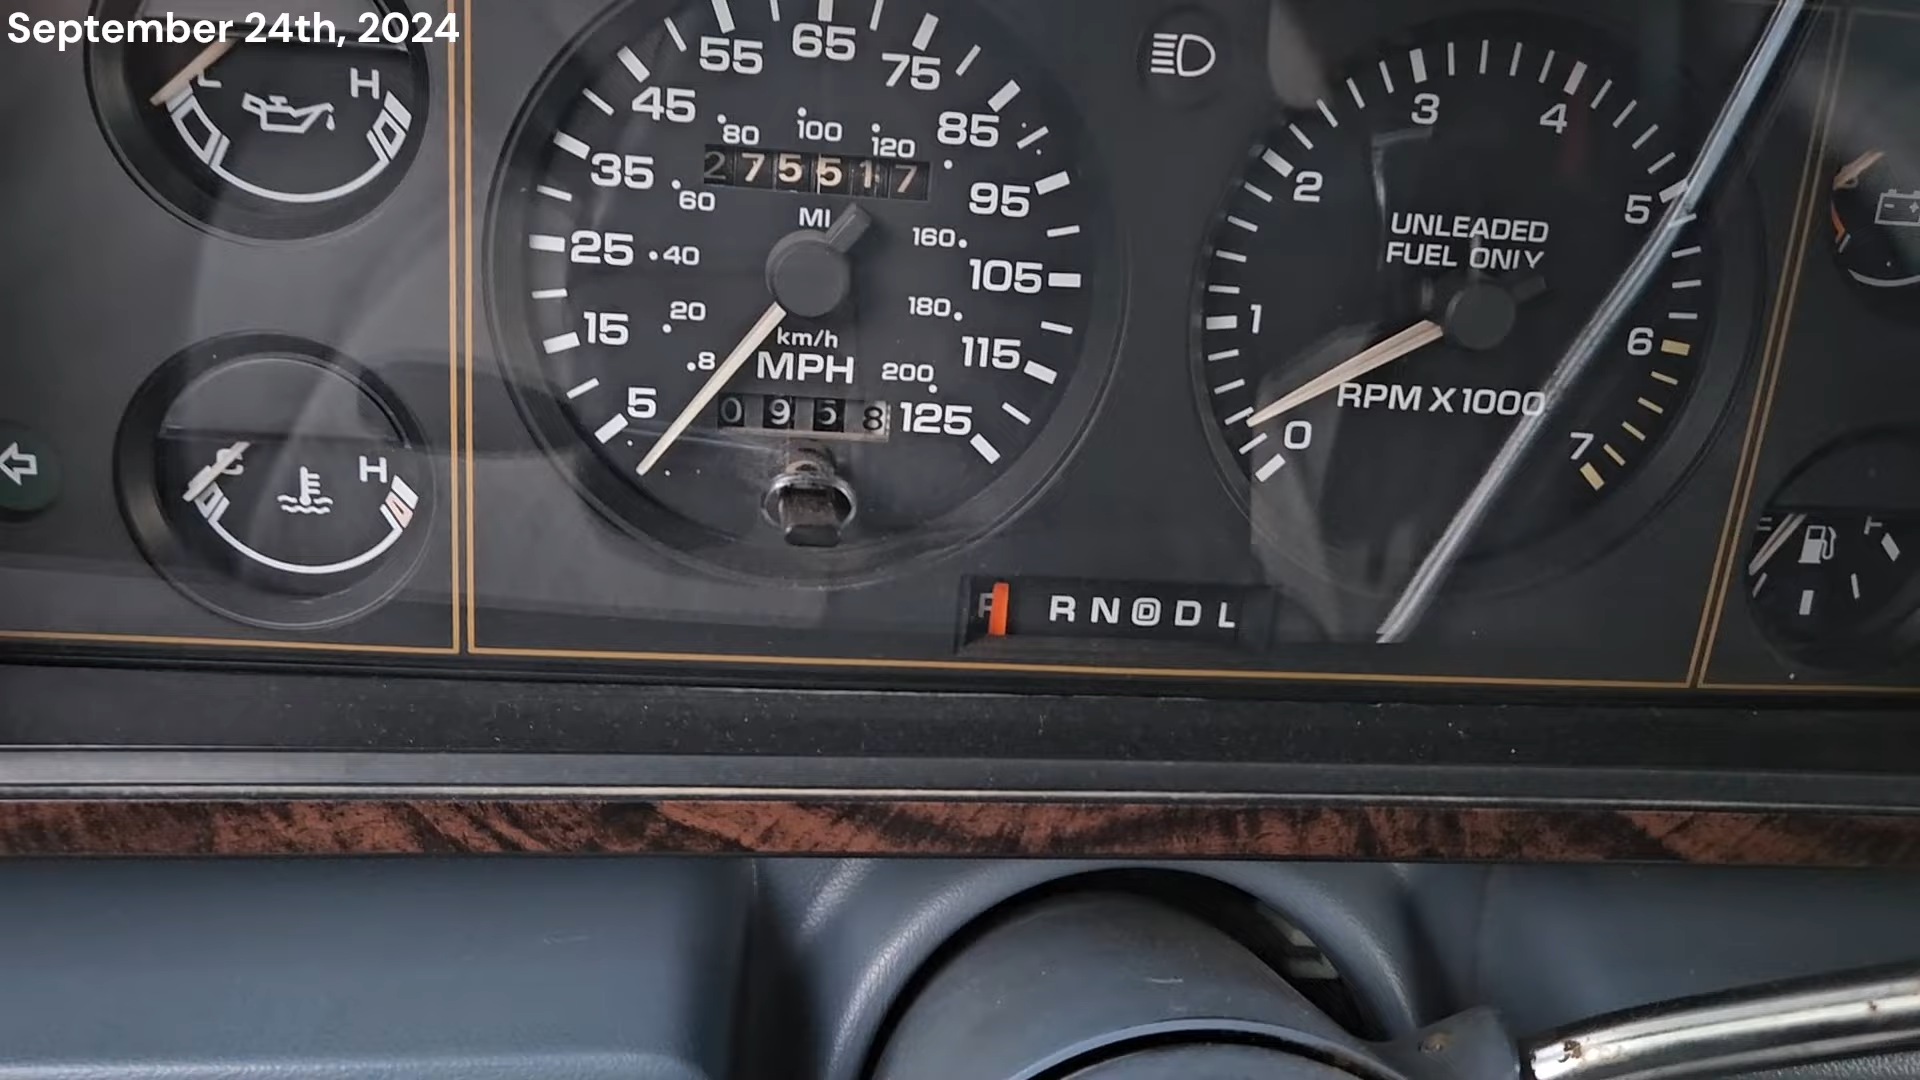 September 24th, 2024
L H
55 65 75
45 85
80 100 120
275517
35 95
60 MI 160
25 40 105
20 180
15 km/h 115
8 MPH 200
5 0958 125
C H
P R N D D L
3 4
2 5
UNLEADED
FUEL ONLY
1 6
RPM X1000
0 7
F